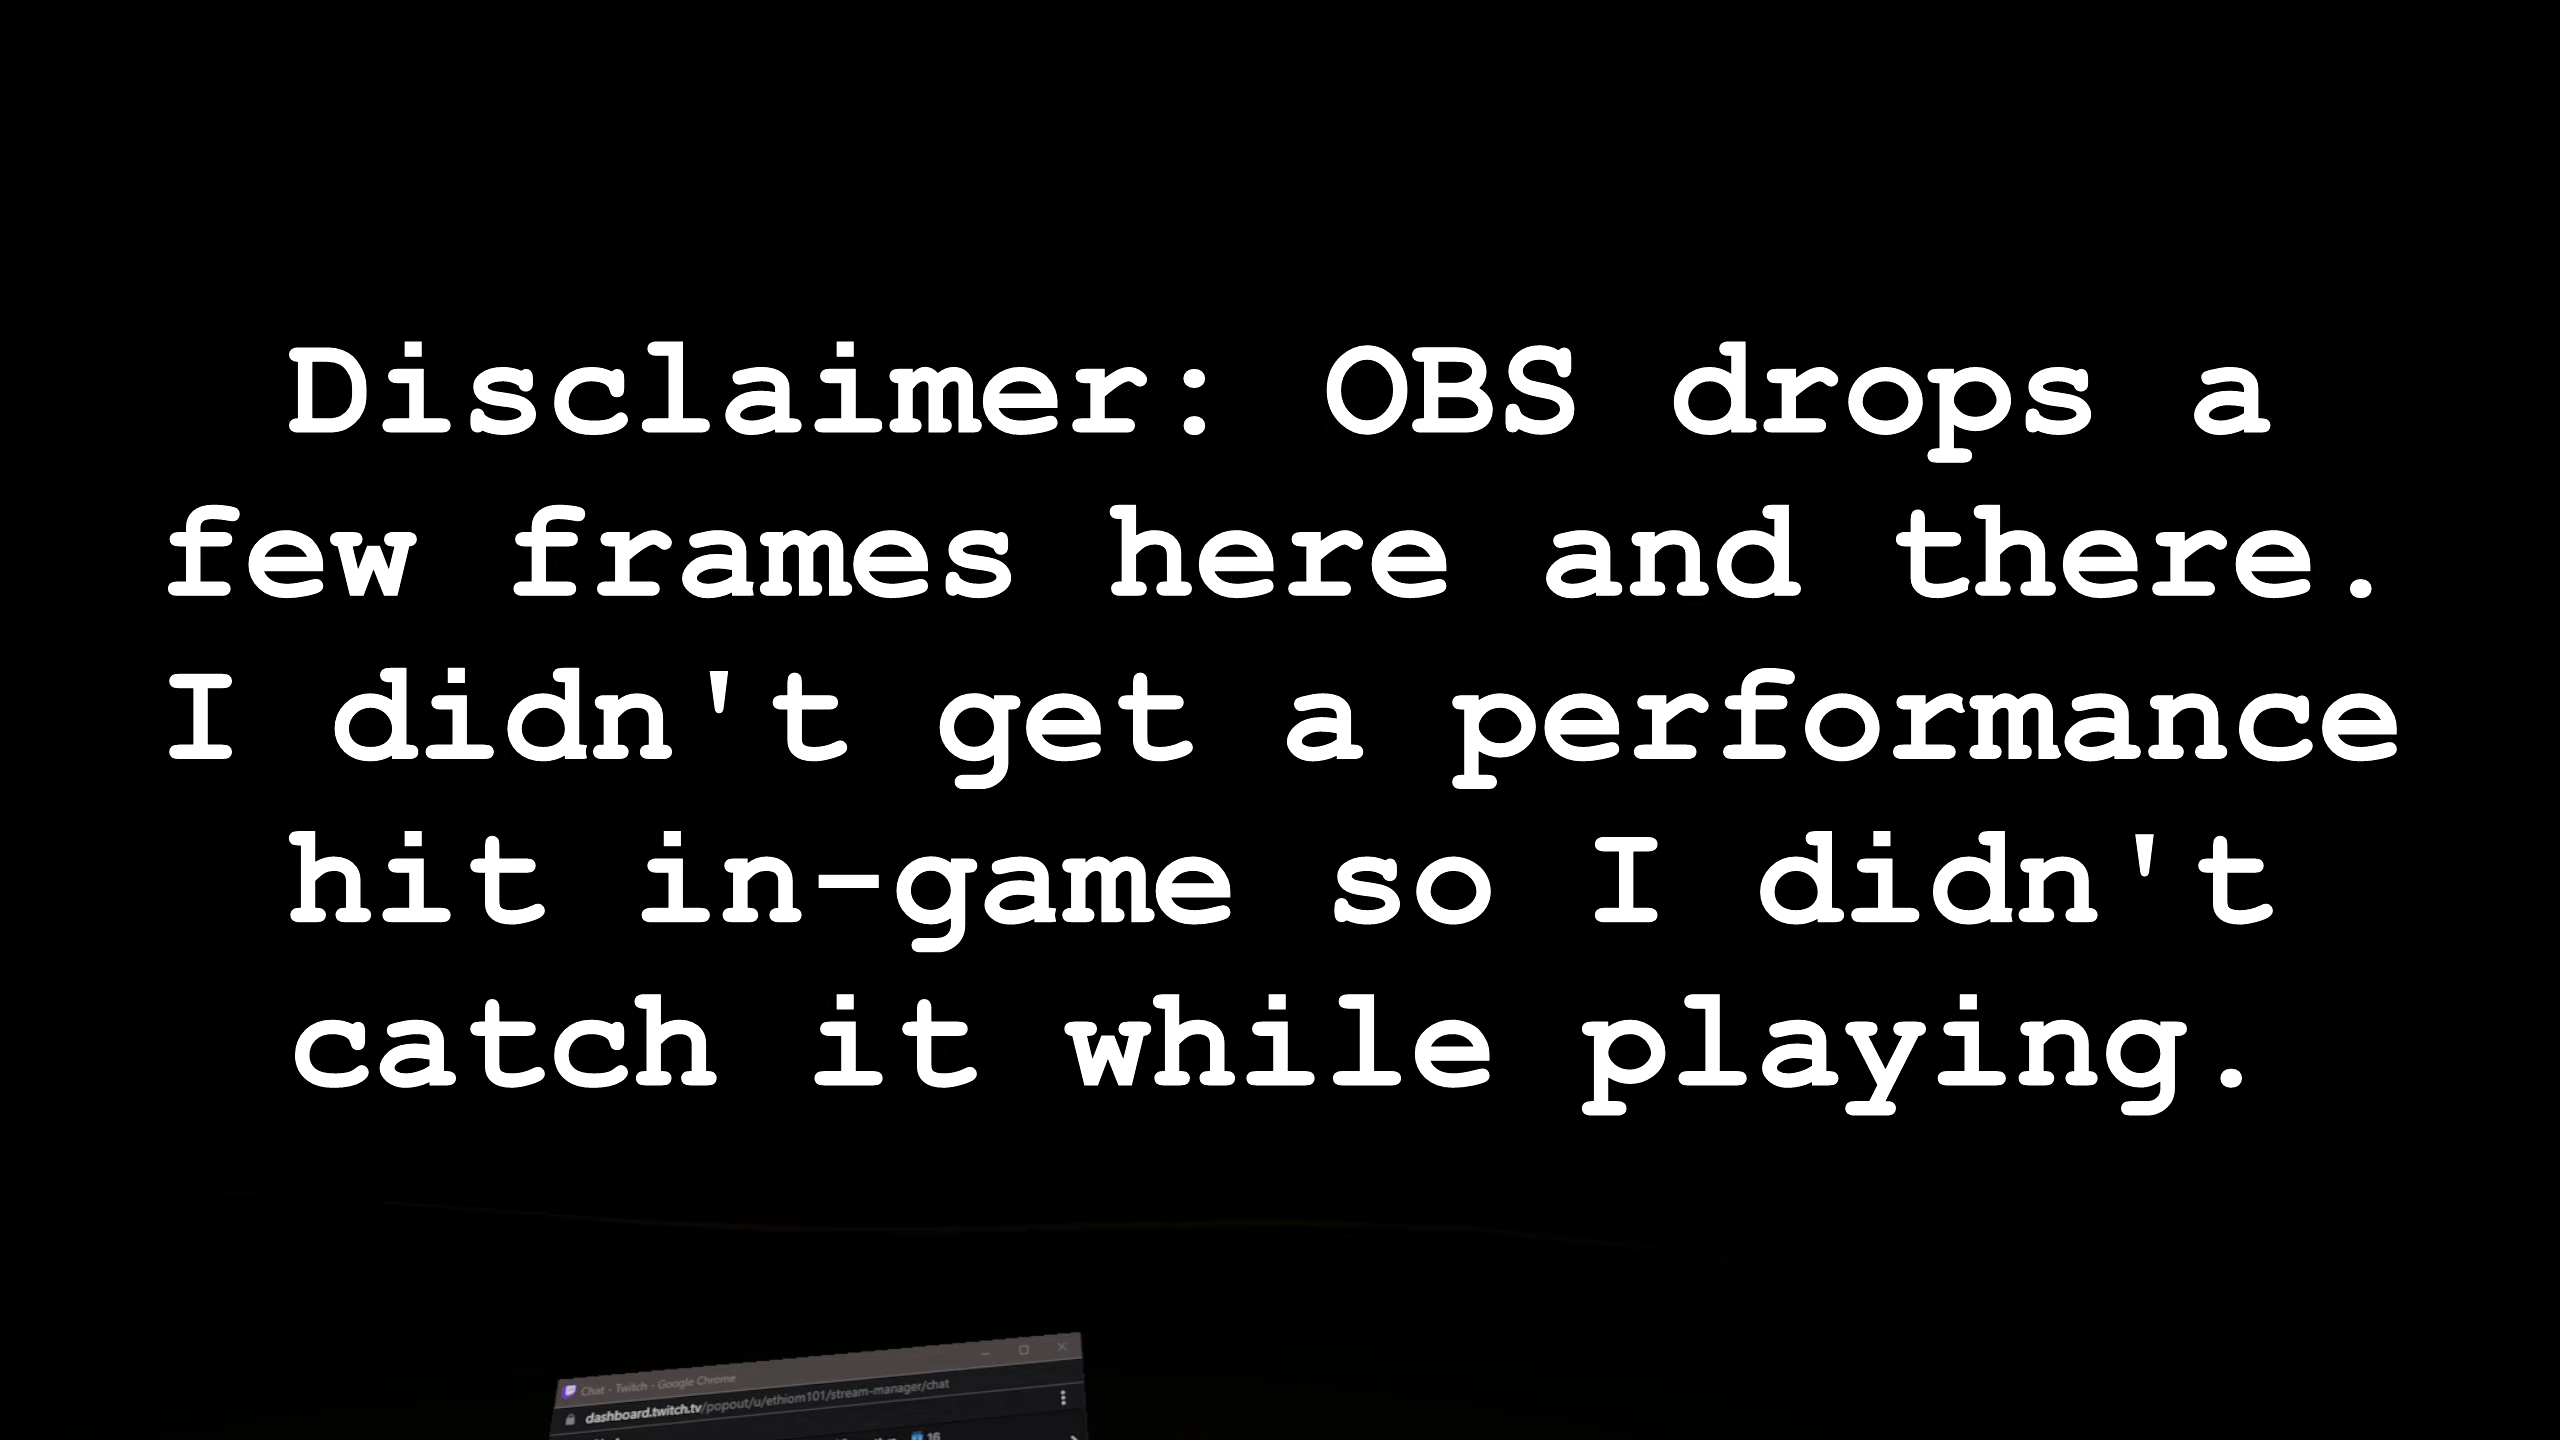 Disclaimer: OBS drops a
few frames here and there.
I didn't get a performance
hit in-game so I didn't
catch it while playing.
Chat - Twitch - Google Chrome
dashboard.twitch.tv/popout/u/ethiom101/stream-manager/chat
16